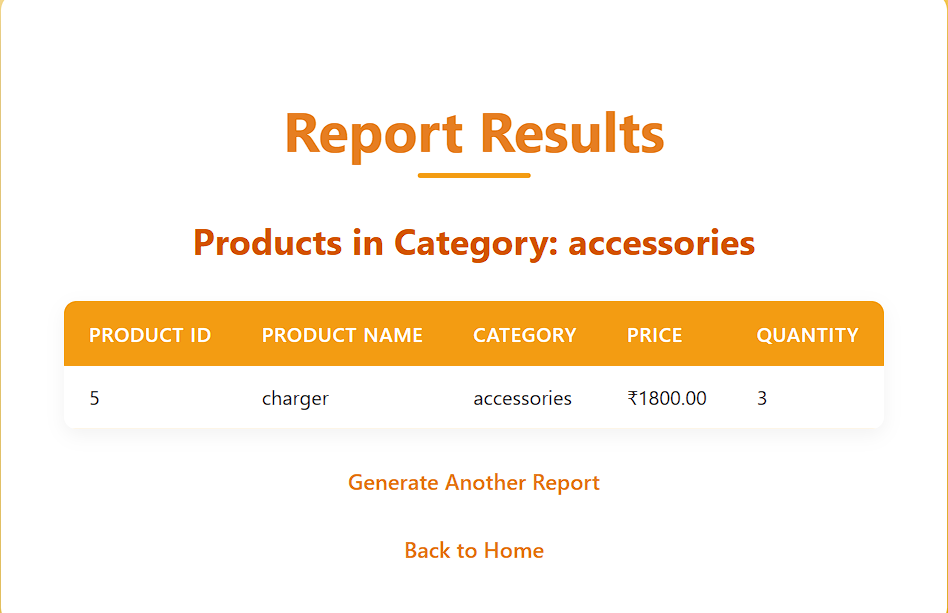 Report Results
Products in Category: accessories
PRODUCT ID PRODUCT NAME CATEGORY PRICE QUANTITY
5 charger accessories ₹1800.00 3
Generate Another Report
Back to Home